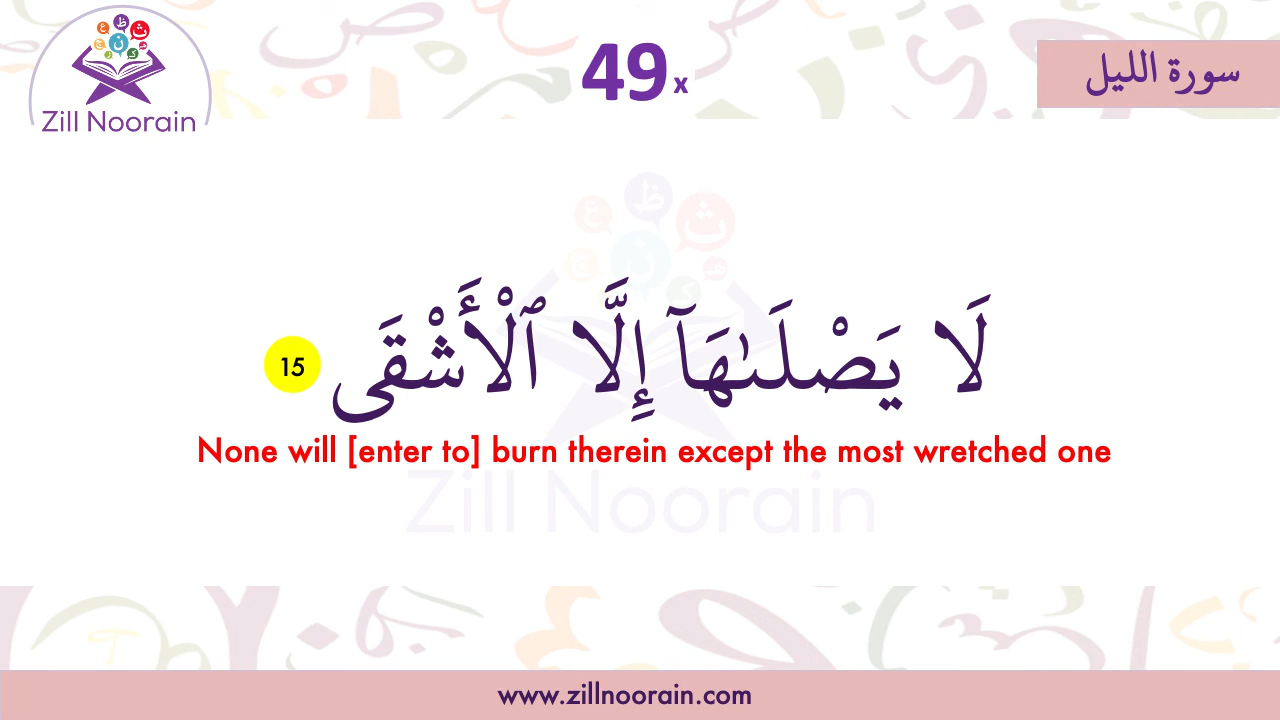 ظ
ع ث
ن
ج ك ص
ر
Zill Noorain
49x
سورة الليل
لَا يَصْلَىٰهَآ إِلَّا ٱلْأَشْقَى
15
None will [enter to] burn therein except the most wretched one
Zill Noorain
www.zillnoorain.com